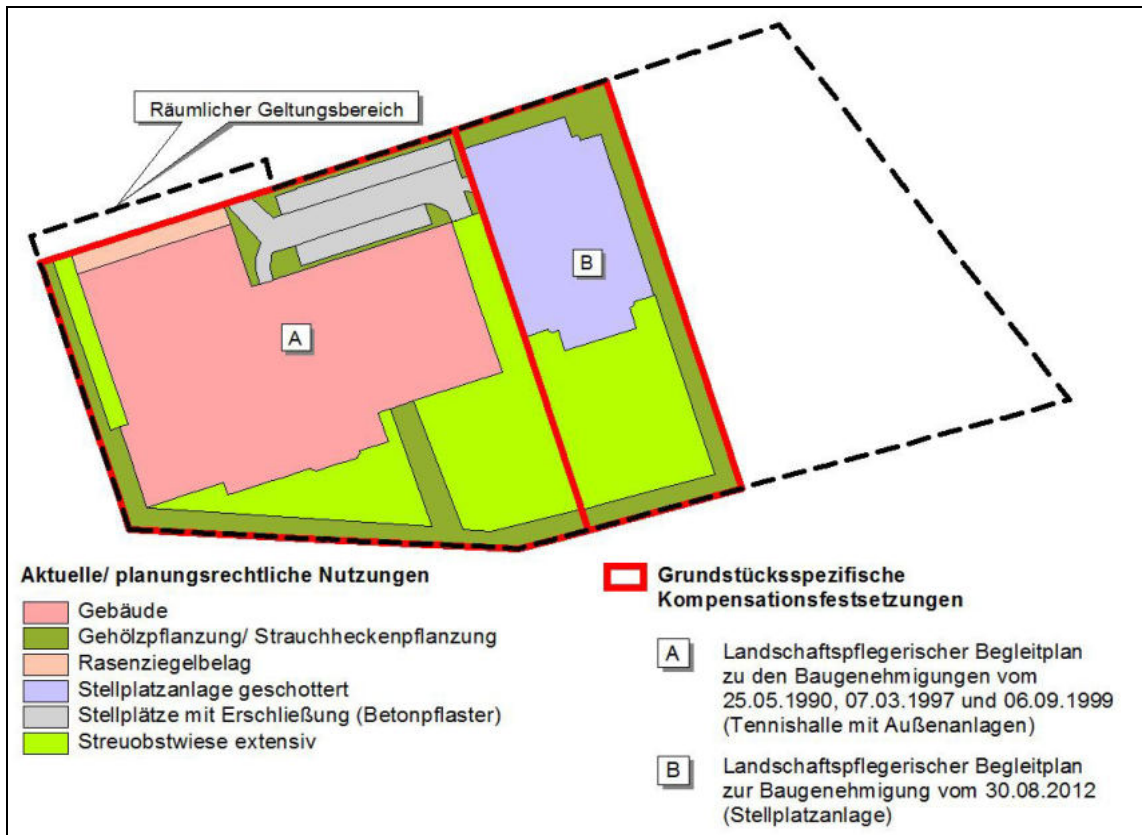 Räumlicher Geltungsbereich
B
A
Aktuelle/ planungsrechtliche Nutzungen
Gebäude
Gehölzpflanzung/ Strauchheckenpflanzung
Rasenziegelbelag
Stellplatzanlage geschottert
Stellplätze mit Erschließung (Betonpflaster)
Streuobstwiese extensiv
Grundstücksspezifische
Kompensationsfestsetzungen
A
Landschaftspflegerischer Begleitplan
zu den Baugenehmigungen vom
25.05.1990, 07.03.1997 und 06.09.1999
(Tennishalle mit Außenanlagen)
B
Landschaftspflegerischer Begleitplan
zur Baugenehmigung vom 30.08.2012
(Stellplatzanlage)